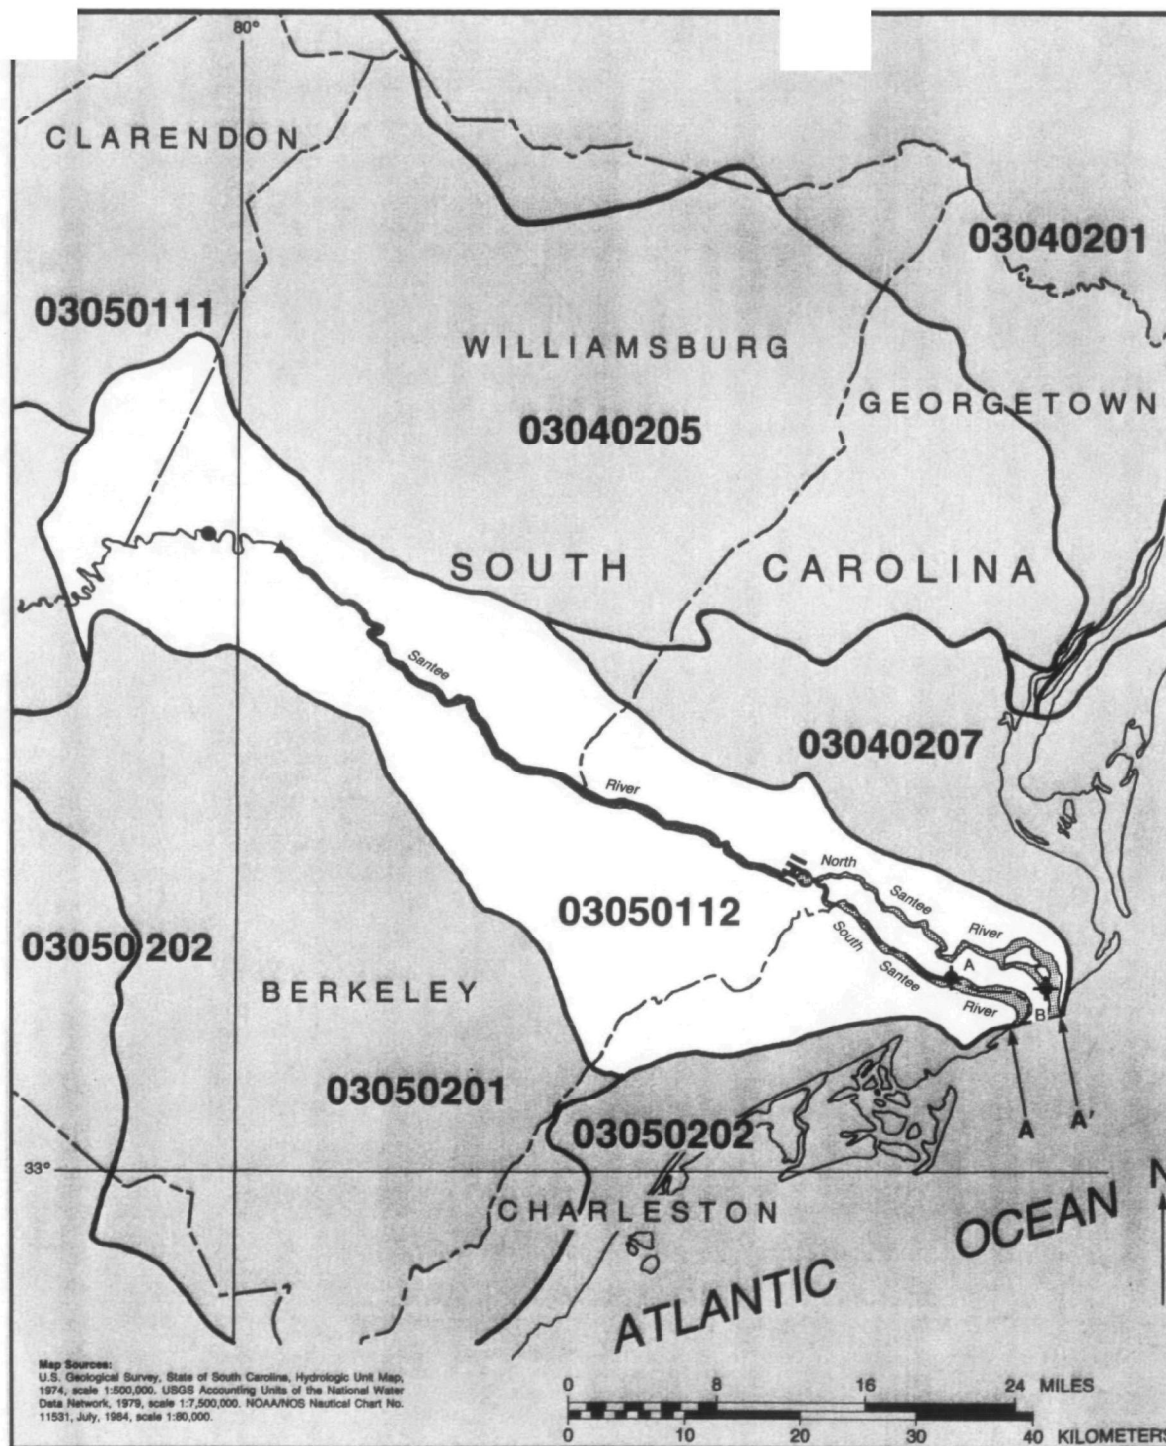 80°
CLARENDON
03040201
03050111
WILLIAMSBURG
GEORGETOWN
03040205
SOUTH CAROLINA
Santee
River
03040207
North
Santee
River
03050112
South
Santee
River
A
B
03050202
BERKELEY
03050201
03050202
A
A'
33°
N
CHARLESTON
ATLANTIC OCEAN
Map Sources:
U.S. Geological Survey, State of South Carolina, Hydrologic Unit Map,
1974, scale 1:500,000. USGS Accounting Units of the National Water
Data Network, 1979, scale 1:7,500,000. NOAA/NOS Nautical Chart No.
11531, July, 1984, scale 1:80,000.
0 8 16 24 MILES
0 10 20 30 40 KILOMETERS